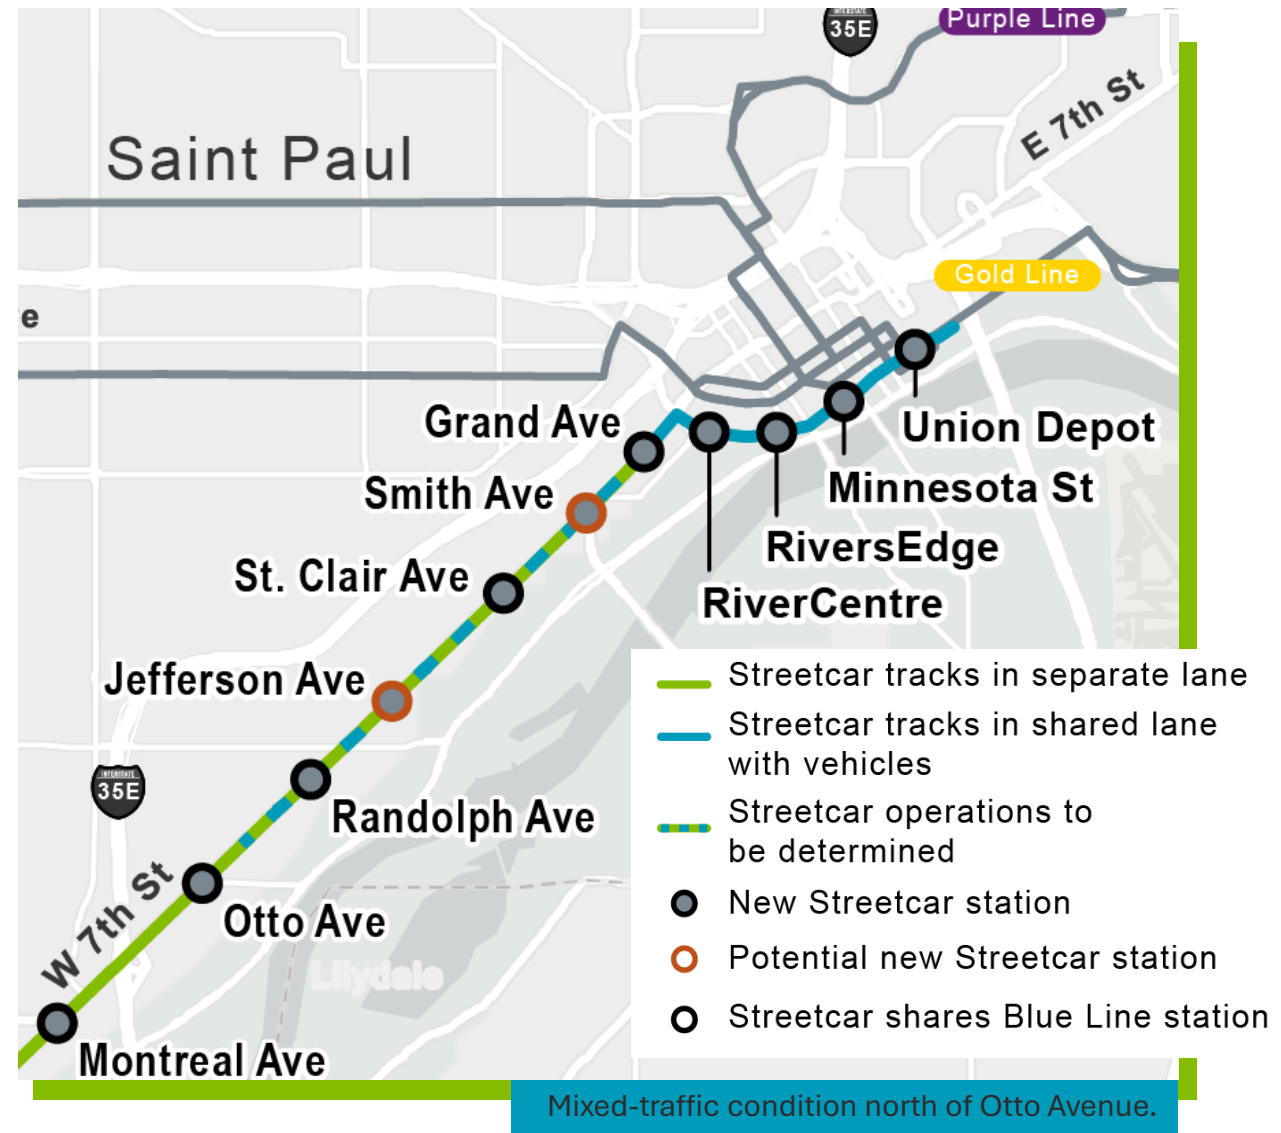 INTERSTATE
35E
Purple Line
E 7th St
Saint Paul
Gold Line
e
Grand Ave
Union Depot
Smith Ave
Minnesota St
RiversEdge
St. Clair Ave
RiverCentre
Jefferson Ave
Streetcar tracks in separate lane
Streetcar tracks in shared lane
with vehicles
INTERSTATE
35E
Randolph Ave
Streetcar operations to
be determined
W 7th St
Otto Ave
New Streetcar station
Lilydale
Potential new Streetcar station
Streetcar shares Blue Line station
Montreal Ave
Mixed-traffic condition north of Otto Avenue.